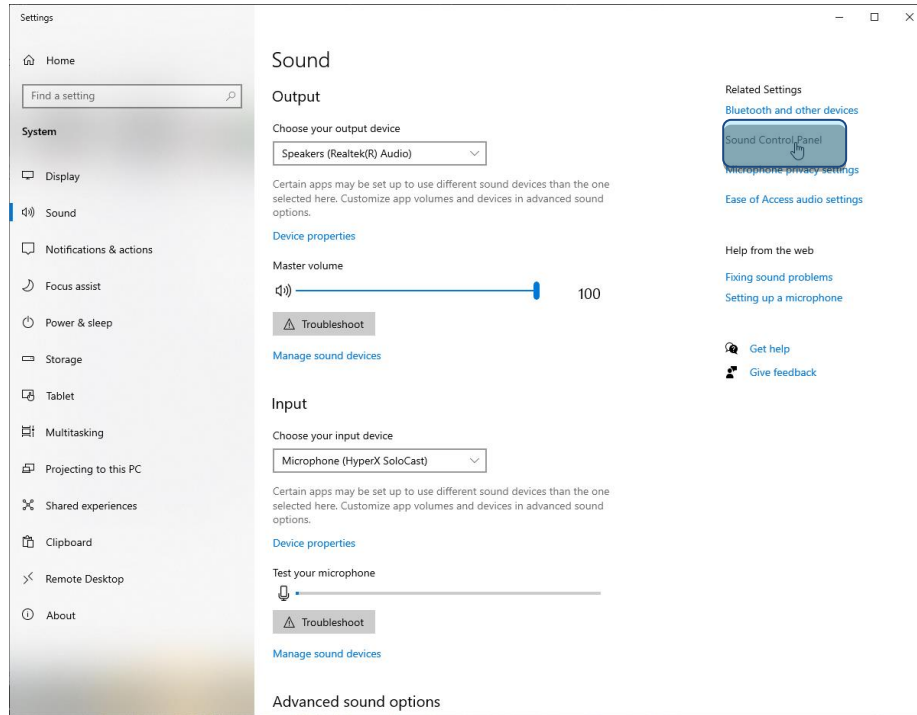 Settings
Home
Find a setting
System
Display
Sound
Notifications & actions
Focus assist
Power & sleep
Storage
Tablet
Multitasking
Projecting to this PC
Shared experiences
Clipboard
Remote Desktop
About
Sound
Output
Choose your output device
Speakers (Realtek(R) Audio)
Certain apps may be set up to use different sound devices than the one
selected here. Customize app volumes and devices in advanced sound
options.
Device properties
Master volume
100
Troubleshoot
Manage sound devices
Input
Choose your input device
Microphone (HyperX SoloCast)
Certain apps may be set up to use different sound devices than the one
selected here. Customize app volumes and devices in advanced sound
options.
Device properties
Test your microphone
Troubleshoot
Manage sound devices
Advanced sound options
Related Settings
Bluetooth and other devices
Sound Control Panel
Microphone privacy settings
Ease of Access audio settings
Help from the web
Fixing sound problems
Setting up a microphone
Get help
Give feedback